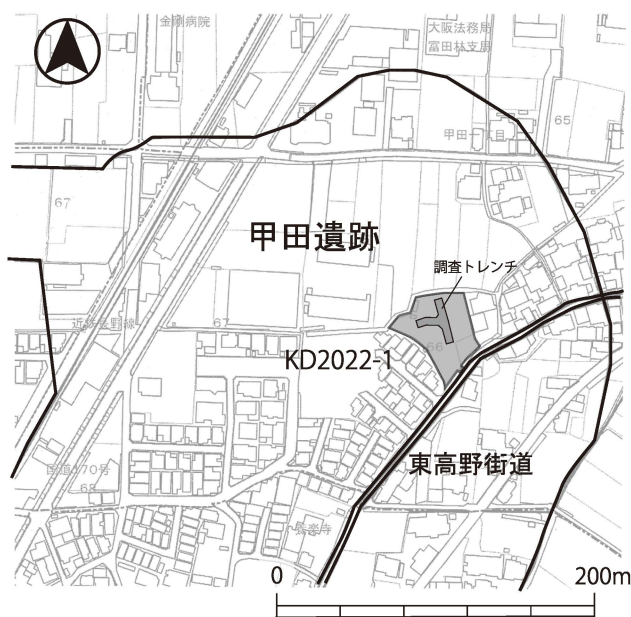 金剛病院
大阪法務局
富田林支局
甲田一丁目
65
67
甲田遺跡
調査トレンチ
近鉄長野線
67
66
KD2022-1
東高野街道
国道170号
68
0
200m